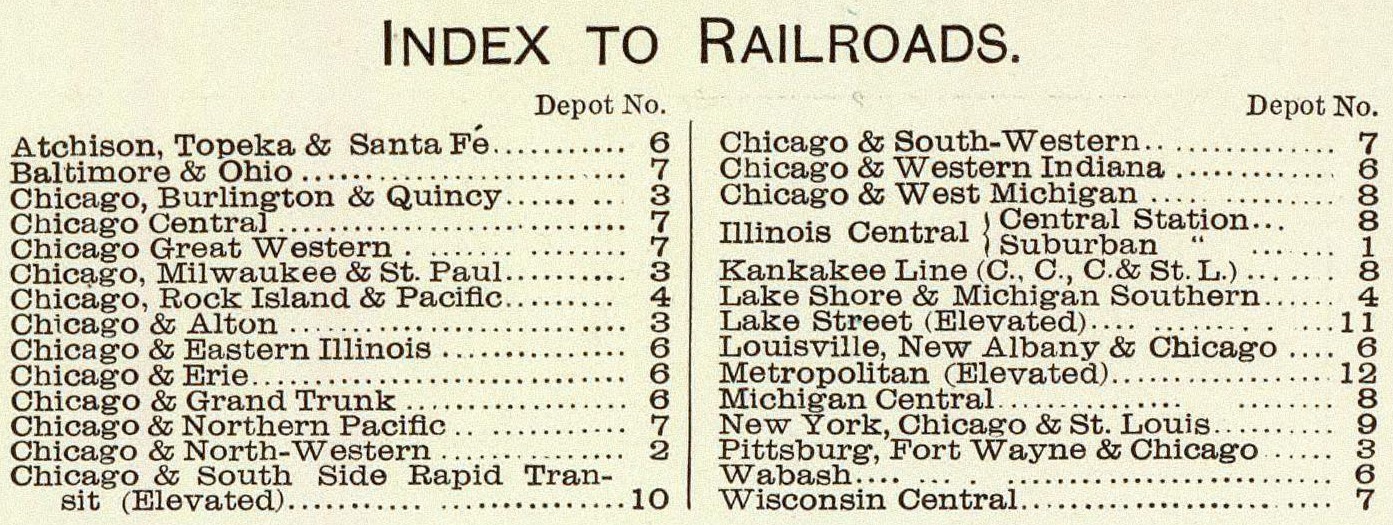 INDEX TO RAILROADS.
Depot No.
Atchison, Topeka & Santa Fé........... 6
Baltimore & Ohio ........................... 7
Chicago, Burlington & Quincy...... ... 3
Chicago Central ............................. 7
Chicago Great Western . ................ 7
Chicago, Milwaukee & St. Paul.......... 3
Chicago, Rock Island & Pacific.......... 4
Chicago & Alton ............................ 3
Chicago & Eastern Illinois ............... 6
Chicago & Erie............................... 6
Chicago & Grand Trunk .................. 6
Chicago & Northern Pacific .. ........... 7
Chicago & North-Western ................ 2
Chicago & South Side Rapid Tran-
sit (Elevated)........... ................10
Depot No.
Chicago & South-Western.. .............. 7
Chicago & Western Indiana ............. 6
Chicago & West Michigan .... ........... 8
Illinois Central { Central Station... 8
Suburban “ ....... 1
Kankakee Line (C., C., C. & St. L.) ....... 8
Lake Shore & Michigan Southern...... 4
Lake Street (Elevated).... ........ . ....11
Louisville, New Albany & Chicago .... 6
Metropolitan (Elevated)..................12
Michigan Central............... ........ 8
New York, Chicago & St. Louis.......... 9
Pittsburg, Fort Wayne & Chicago ...... 3
Wabash.... ... . ........................... 6
Wisconsin Central.......................... 7